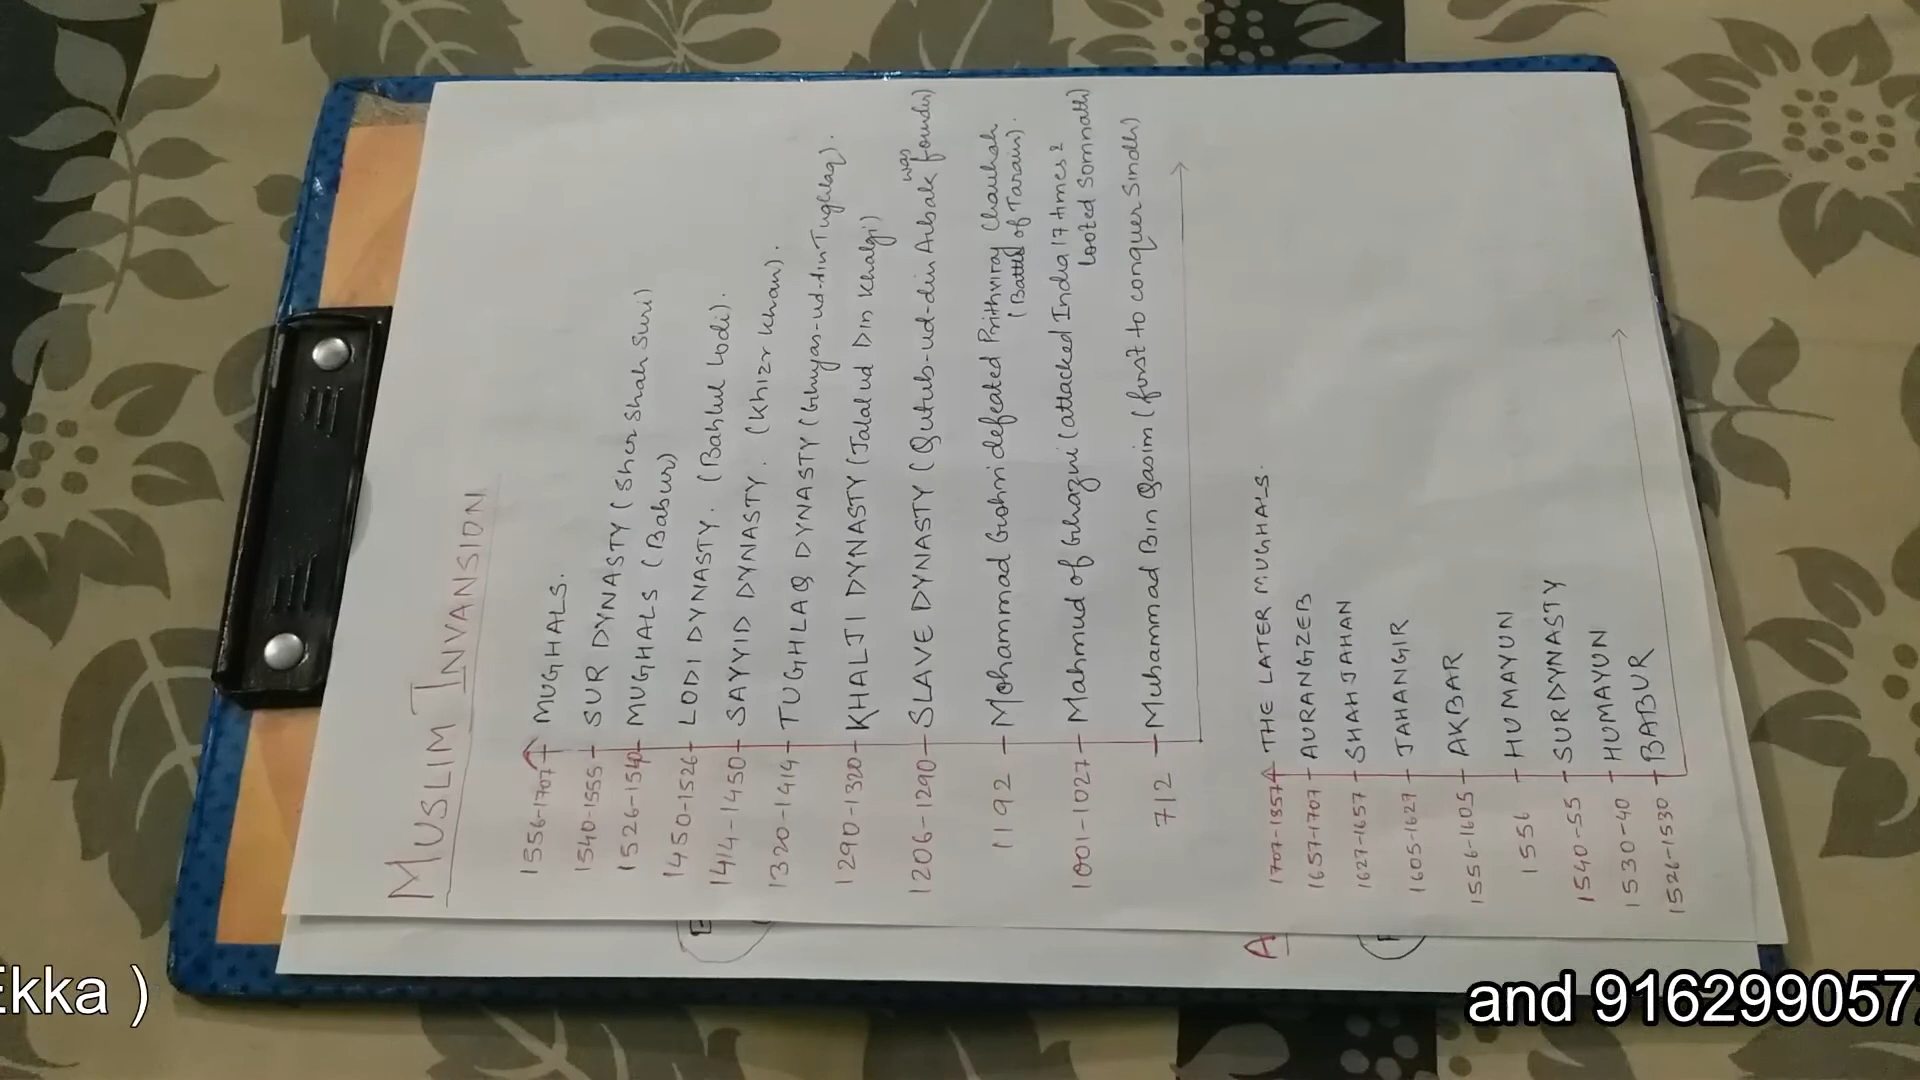 MUSLIM INVANSION
1556-1707 MUGHALS.
1540-1555 SUR DYNASTY (Sher Shah Suri)
1526-1540 MUGHALS (Babur)
1450-1526 LODI DYNASTY. (Bahlul Lodi).
1414-1450 SAYYID DYNASTY. (Khizr Khan).
1320-1414 TUGHLAQ DYNASTY (Ghiyas-ud-din Tughlaq).
1290-1320 KHALJI DYNASTY (Jalal ud Din Khalgi)
1206-1290 SLAVE DYNASTY (Qutub-ud-din Aibak was founder)
1192 Mohammad Gohri defeated Prithviraj Chauhah
(Battle of Tarain).
1001-1027 Mahmud of Ghazni (attacked India 17 times &
looted Somnath)
712 Muhammad Bin Qasim (first to conquer Sindh)
A 1707-1857 THE LATER MUGHALS.
1657-1707 AURANGZEB
1627-1657 SHAH JAHAN
1605-1627 JAHANGIR
1556-1605 AKBAR
1556 HUMAYUN
1540-55 SUR DYNASTY
1530-40 HUMAYUN
1526-1530 BABUR
Ekka )
and 916299057